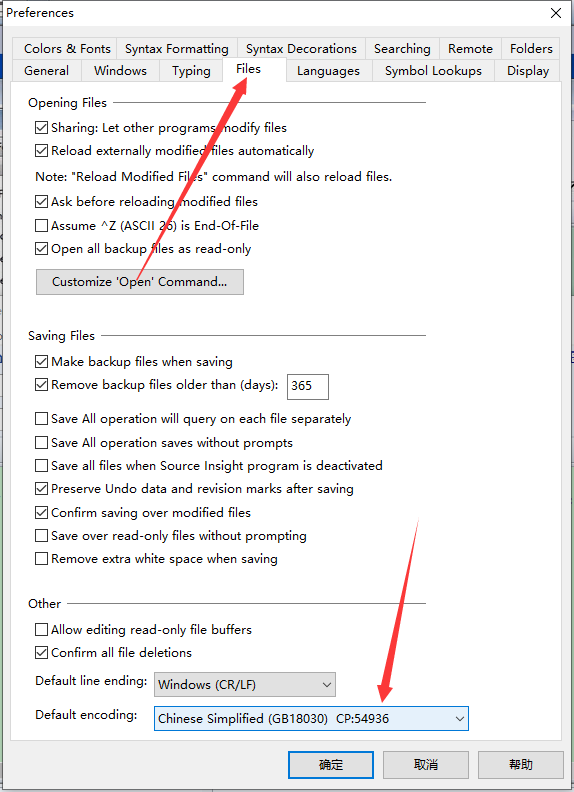 Preferences
Colors & Fonts Syntax Formatting Syntax Decorations Searching Remote Folders
General Windows Typing Files Languages Symbol Lookups Display
Opening Files
Sharing: Let other programs modify files
Reload externally modified files automatically
Note: "Reload Modified Files" command will also reload files.
Ask before reloading modified files
Assume ^Z (ASCII 26) is End-Of-File
Open all backup files as read-only
Customize 'Open' Command...
Saving Files
Make backup files when saving
Remove backup files older than (days): 365
Save All operation will query on each file separately
Save All operation saves without prompts
Save all files when Source Insight program is deactivated
Preserve Undo data and revision marks after saving
Confirm saving over modified files
Save over read-only files without prompting
Remove extra white space when saving
Other
Allow editing read-only file buffers
Confirm all file deletions
Default line ending: Windows (CR/LF)
Default encoding: Chinese Simplified (GB18030) CP:54936
确定 取消 帮助